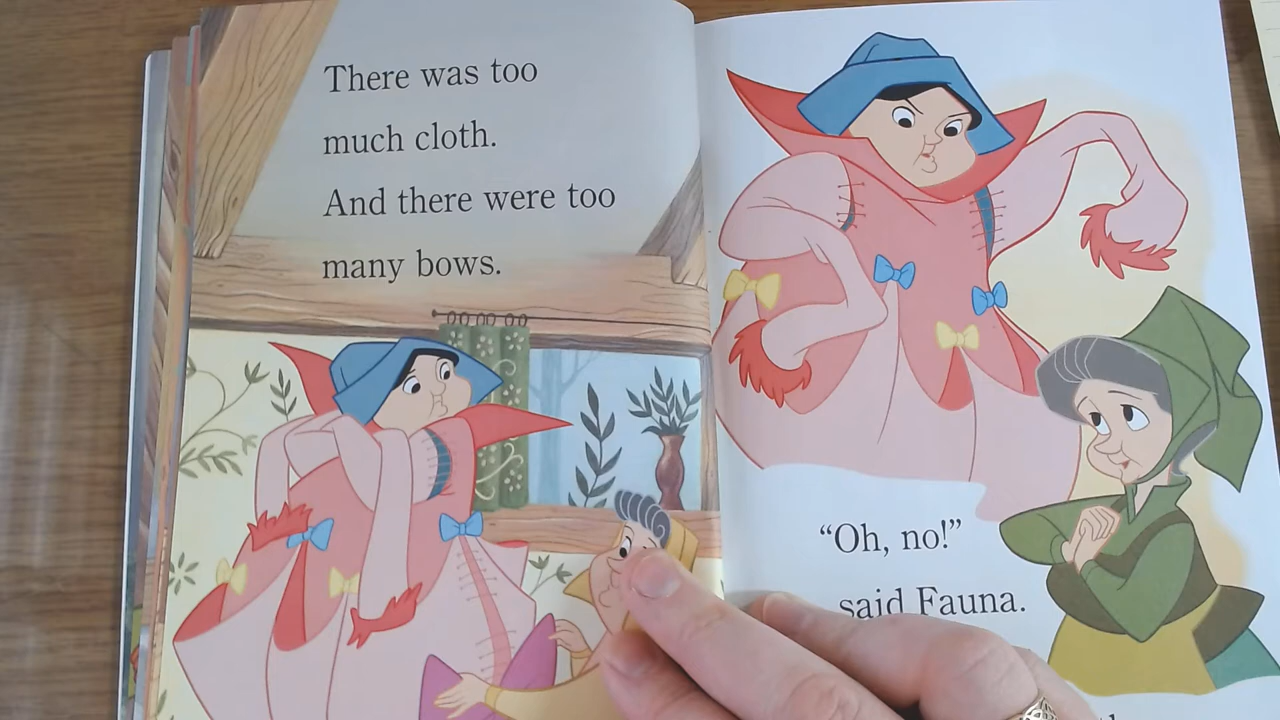 There was too
much cloth.
And there were too
many bows.
“Oh, no!”
said Fauna.